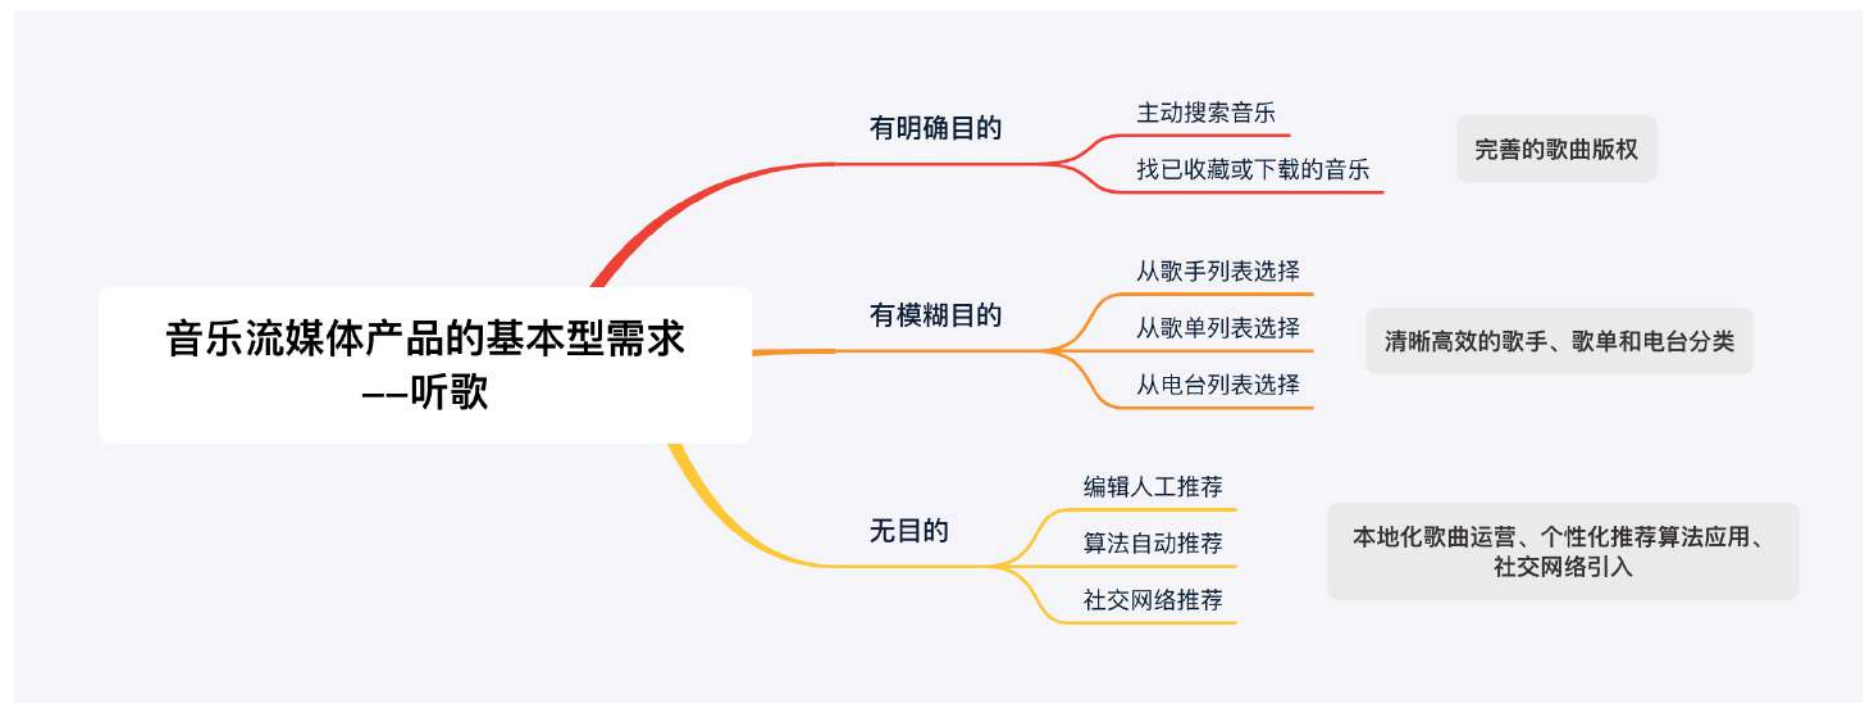 音乐流媒体产品的基本型需求
——听歌
有明确目的
主动搜索音乐
找已收藏或下载的音乐
完善的歌曲版权
有模糊目的
从歌手列表选择
从歌单列表选择
从电台列表选择
清晰高效的歌手、歌单和电台分类
无目的
编辑人工推荐
算法自动推荐
社交网络推荐
本地化歌曲运营、个性化推荐算法应用、
社交网络引入